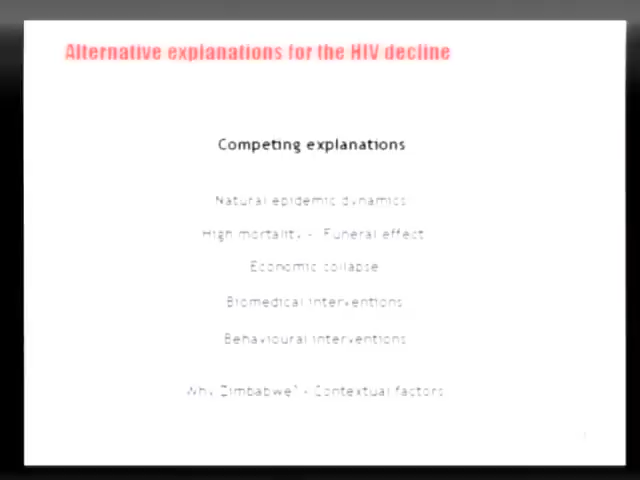 Alternative explanations for the HIV decline
Competing explanations
Natural epidemic dynamics
High mortality - Funeral effect
Economic collapse
Biomedical interventions
Behavioural interventions
Why Zimbabwe? - Contextual factors